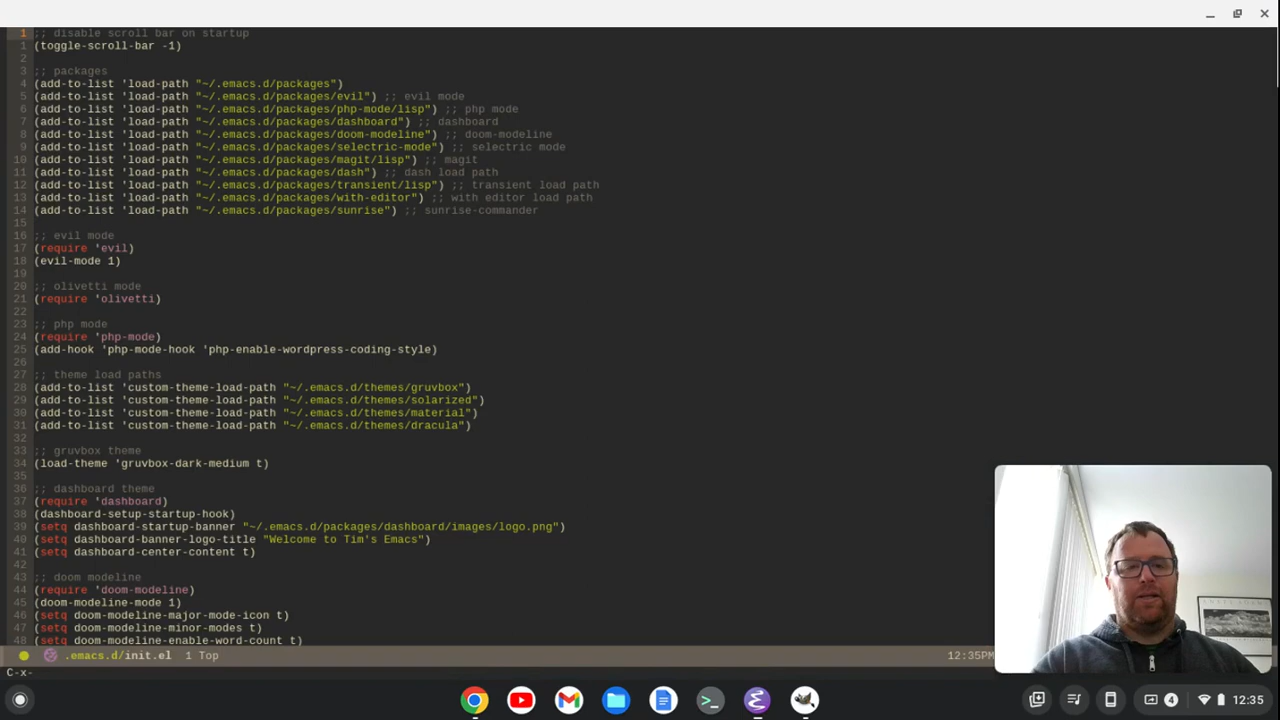 1 ;; disable scroll bar on startup
1 (toggle-scroll-bar -1)
2
3 ;; packages
4 (add-to-list 'load-path "~/.emacs.d/packages")
5 (add-to-list 'load-path "~/.emacs.d/packages/evil") ;; evil mode
6 (add-to-list 'load-path "~/.emacs.d/packages/php-mode/lisp") ;; php mode
7 (add-to-list 'load-path "~/.emacs.d/packages/dashboard") ;; dashboard
8 (add-to-list 'load-path "~/.emacs.d/packages/doom-modeline") ;; doom-modeline
9 (add-to-list 'load-path "~/.emacs.d/packages/selectric-mode") ;; selectric mode
10 (add-to-list 'load-path "~/.emacs.d/packages/magit/lisp") ;; magit
11 (add-to-list 'load-path "~/.emacs.d/packages/dash") ;; dash load path
12 (add-to-list 'load-path "~/.emacs.d/packages/transient/lisp") ;; transient load path
13 (add-to-list 'load-path "~/.emacs.d/packages/with-editor") ;; with editor load path
14 (add-to-list 'load-path "~/.emacs.d/packages/sunrise") ;; sunrise-commander
15
16 ;; evil mode
17 (require 'evil)
18 (evil-mode 1)
19
20 ;; olivetti mode
21 (require 'olivetti)
22
23 ;; php mode
24 (require 'php-mode)
25 (add-hook 'php-mode-hook 'php-enable-wordpress-coding-style)
26
27 ;; theme load paths
28 (add-to-list 'custom-theme-load-path "~/.emacs.d/themes/gruvbox")
29 (add-to-list 'custom-theme-load-path "~/.emacs.d/themes/solarized")
30 (add-to-list 'custom-theme-load-path "~/.emacs.d/themes/material")
31 (add-to-list 'custom-theme-load-path "~/.emacs.d/themes/dracula")
32
33 ;; gruvbox theme
34 (load-theme 'gruvbox-dark-medium t)
35
36 ;; dashboard theme
37 (require 'dashboard)
38 (dashboard-setup-startup-hook)
39 (setq dashboard-startup-banner "~/.emacs.d/packages/dashboard/images/logo.png")
40 (setq dashboard-banner-logo-title "Welcome to Tim's Emacs")
41 (setq dashboard-center-content t)
42
43 ;; doom modeline
44 (require 'doom-modeline)
45 (doom-modeline-mode 1)
46 (setq doom-modeline-major-mode-icon t)
47 (setq doom-modeline-minor-modes t)
48 (setq doom-modeline-enable-word-count t)
.emacs.d/init.el 1 Top 12:35PM
C-x-
4 12:35